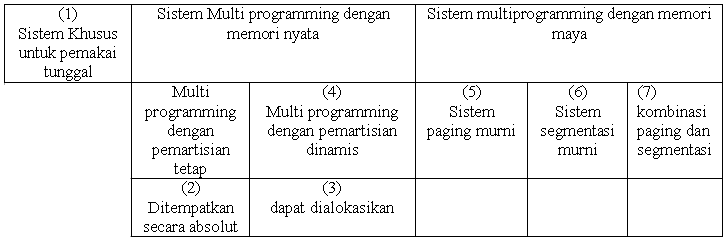 (1)
Sistem Khusus
untuk pemakai
tunggal
Sistem Multi programming dengan
memori nyata
Sistem multiprogramming dengan memori
maya
Multi
programming
dengan
pemartisian
tetap
(4)
Multi programming
dengan pemartisian
dinamis
(5)
Sistem
paging murni
(6)
Sistem
segmentasi
murni
(7)
kombinasi
paging dan
segmentasi
(2)
Ditempatkan
secara absolut
(3)
dapat dialokasikan